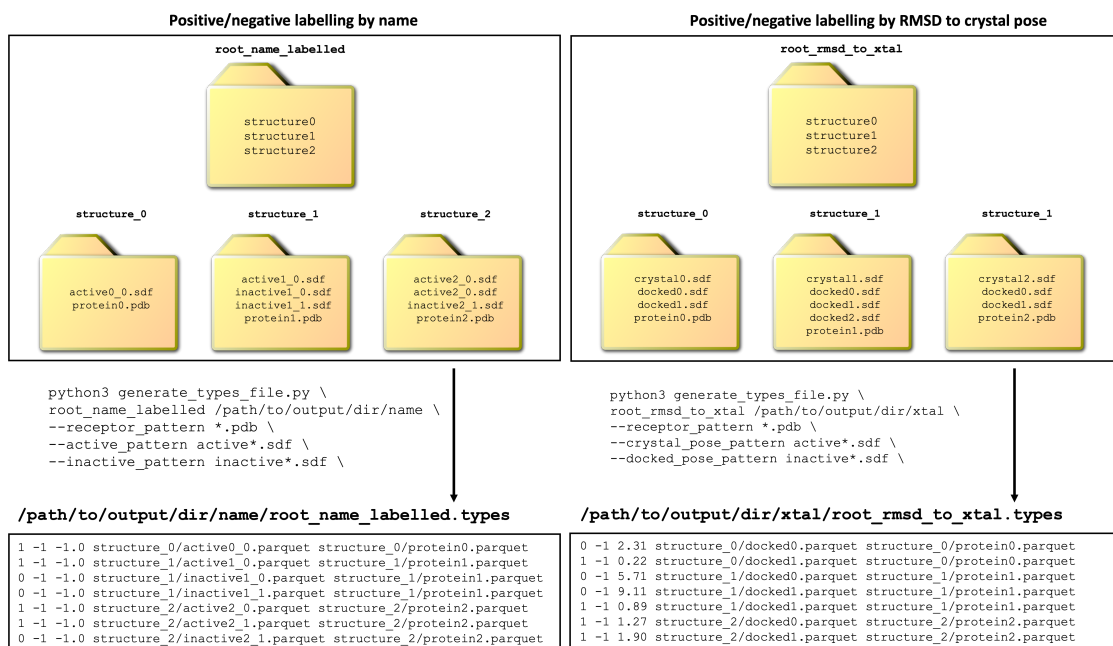 Positive/negative labelling by name
root_name_labelled
structure0
structure1
structure2
structure_0
active0_0.sdf
protein0.pdb
structure_1
active1_0.sdf
inactive1_0.sdf
inactive1_1.sdf
protein1.pdb
structure_2
active2_0.sdf
active2_0.sdf
inactive2_1.sdf
protein2.pdb
python3 generate_types_file.py \
root_name_labelled /path/to/output/dir/name \
--receptor_pattern *.pdb \
--active_pattern active*.sdf \
--inactive_pattern inactive*.sdf \
/path/to/output/dir/name/root_name_labelled.types
1 -1 -1.0 structure_0/active0_0.parquet structure_0/protein0.parquet
1 -1 -1.0 structure_1/active1_0.parquet structure_1/protein1.parquet
0 -1 -1.0 structure_1/inactive1_0.parquet structure_1/protein1.parquet
0 -1 -1.0 structure_1/inactive1_1.parquet structure_1/protein1.parquet
1 -1 -1.0 structure_2/active2_0.parquet structure_2/protein2.parquet
1 -1 -1.0 structure_2/active2_1.parquet structure_2/protein2.parquet
0 -1 -1.0 structure_2/inactive2_1.parquet structure_2/protein2.parquet
Positive/negative labelling by RMSD to crystal pose
root_rmsd_to_xtal
structure0
structure1
structure2
structure_0
crystal0.sdf
docked0.sdf
docked1.sdf
protein0.pdb
structure_1
crystal1.sdf
docked0.sdf
docked1.sdf
docked2.sdf
protein1.pdb
structure_1
crystal2.sdf
docked0.sdf
docked1.sdf
protein2.pdb
python3 generate_types_file.py \
root_rmsd_to_xtal /path/to/output/dir/xtal \
--receptor_pattern *.pdb \
--crystal_pose_pattern active*.sdf \
--docked_pose_pattern inactive*.sdf \
/path/to/output/dir/xtal/root_rmsd_to_xtal.types
0 -1 2.31 structure_0/docked0.parquet structure_0/protein0.parquet
1 -1 0.22 structure_0/docked1.parquet structure_0/protein0.parquet
0 -1 5.71 structure_1/docked0.parquet structure_1/protein1.parquet
0 -1 9.11 structure_1/docked1.parquet structure_1/protein1.parquet
1 -1 0.89 structure_1/docked1.parquet structure_1/protein1.parquet
1 -1 1.27 structure_2/docked0.parquet structure_2/protein2.parquet
1 -1 1.90 structure_2/docked1.parquet structure_2/protein2.parquet